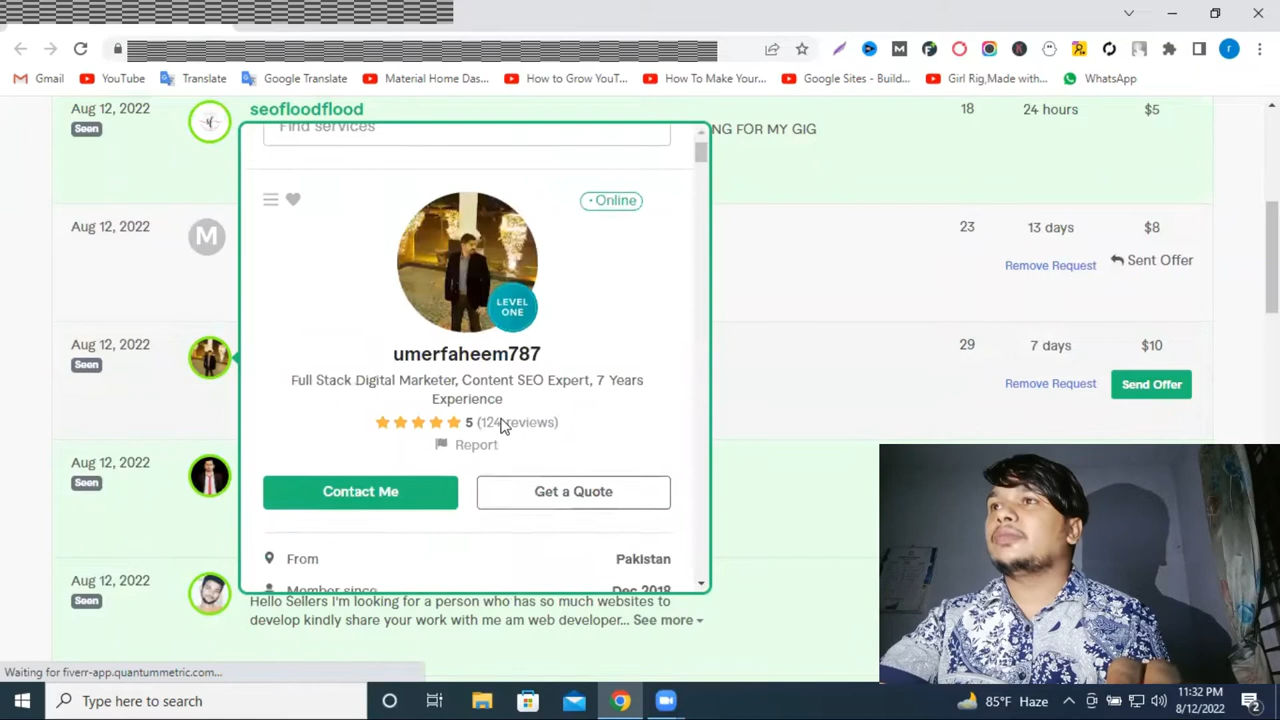 Gmail YouTube Translate Google Translate Material Home Das... How to Grow YouT... How To Make Your... Google Sites - Build... Girl Rig,Made with... WhatsApp
Aug 12, 2022 seofloodflood 18 24 hours $5
Seen
Find services
NG FOR MY GIG
Online
Aug 12, 2022 M 23 13 days $8
Remove Request Sent Offer
LEVEL
ONE
Aug 12, 2022 umerfaheem787 29 7 days $10
Seen
Full Stack Digital Marketer, Content SEO Expert, 7 Years
Experience
Remove Request Send Offer
5 (124 reviews)
Report
Aug 12, 2022
Seen
Contact Me Get a Quote
From Pakistan
Member since Dec 2018
Aug 12, 2022
Seen
Hello Sellers I'm looking for a person who has so much websites to
develop kindly share your work with me am web developer... See more
Waiting for fiverr-app.quantummetric.com...
Type here to search
85°F Haze
11:32 PM
8/12/2022
2